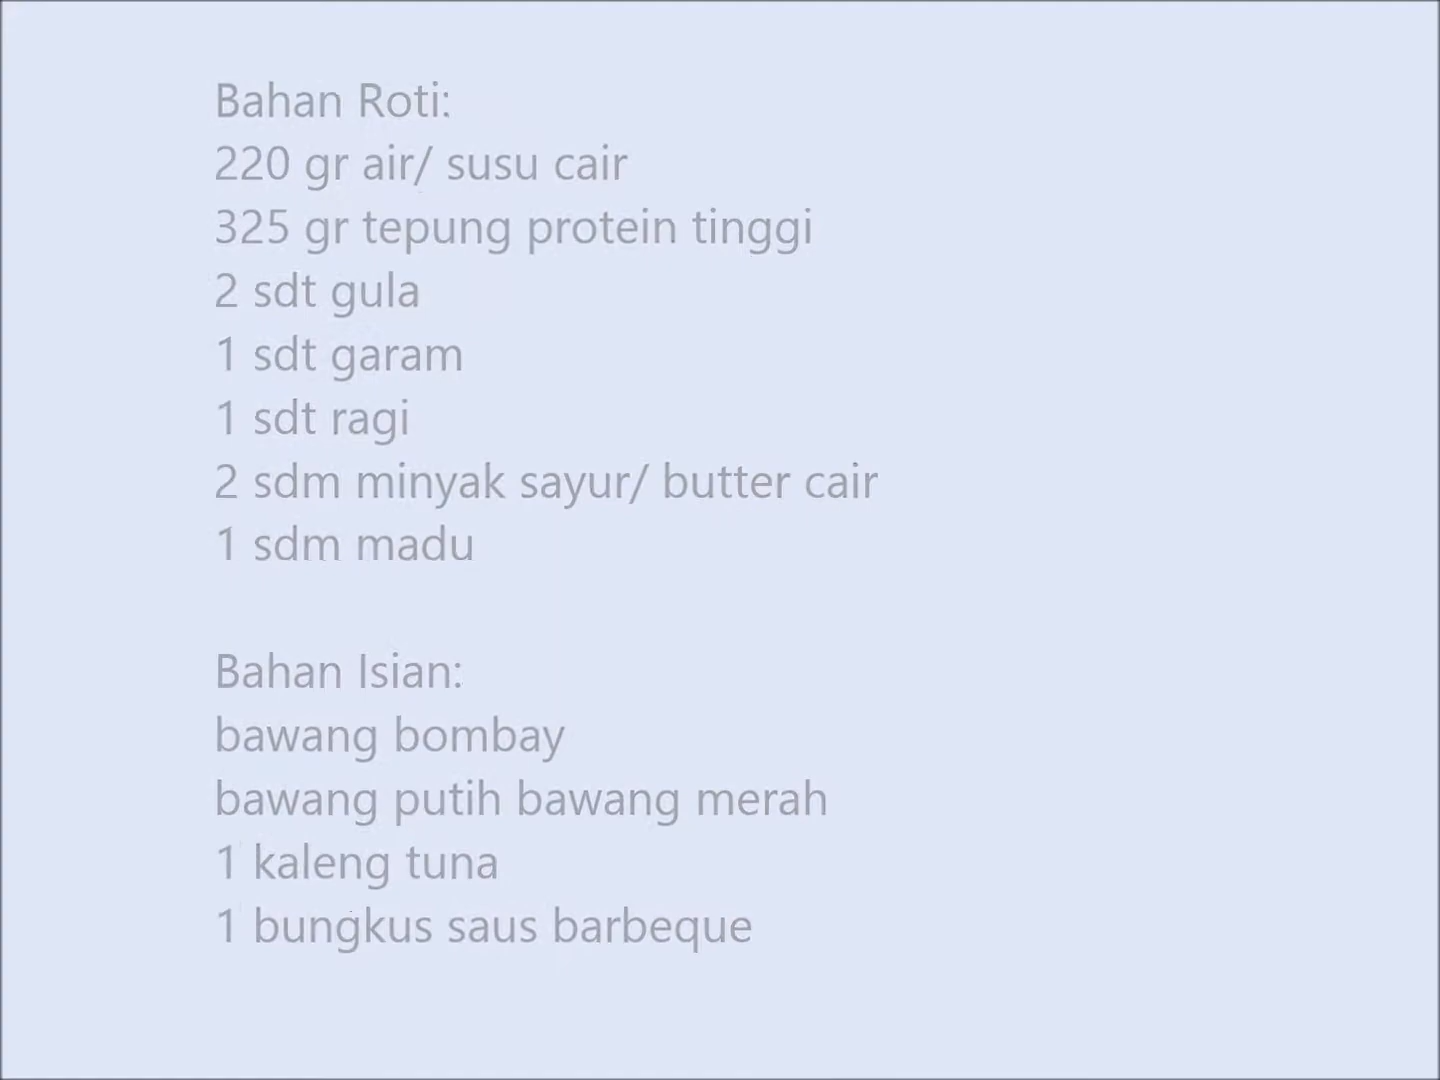 Bahan Roti:
220 gr air/ susu cair
325 gr tepung protein tinggi
2 sdt gula
1 sdt garam
1 sdt ragi
2 sdm minyak sayur/ butter cair
1 sdm madu
Bahan Isian:
bawang bombay
bawang putih bawang merah
1 kaleng tuna
1 bungkus saus barbeque